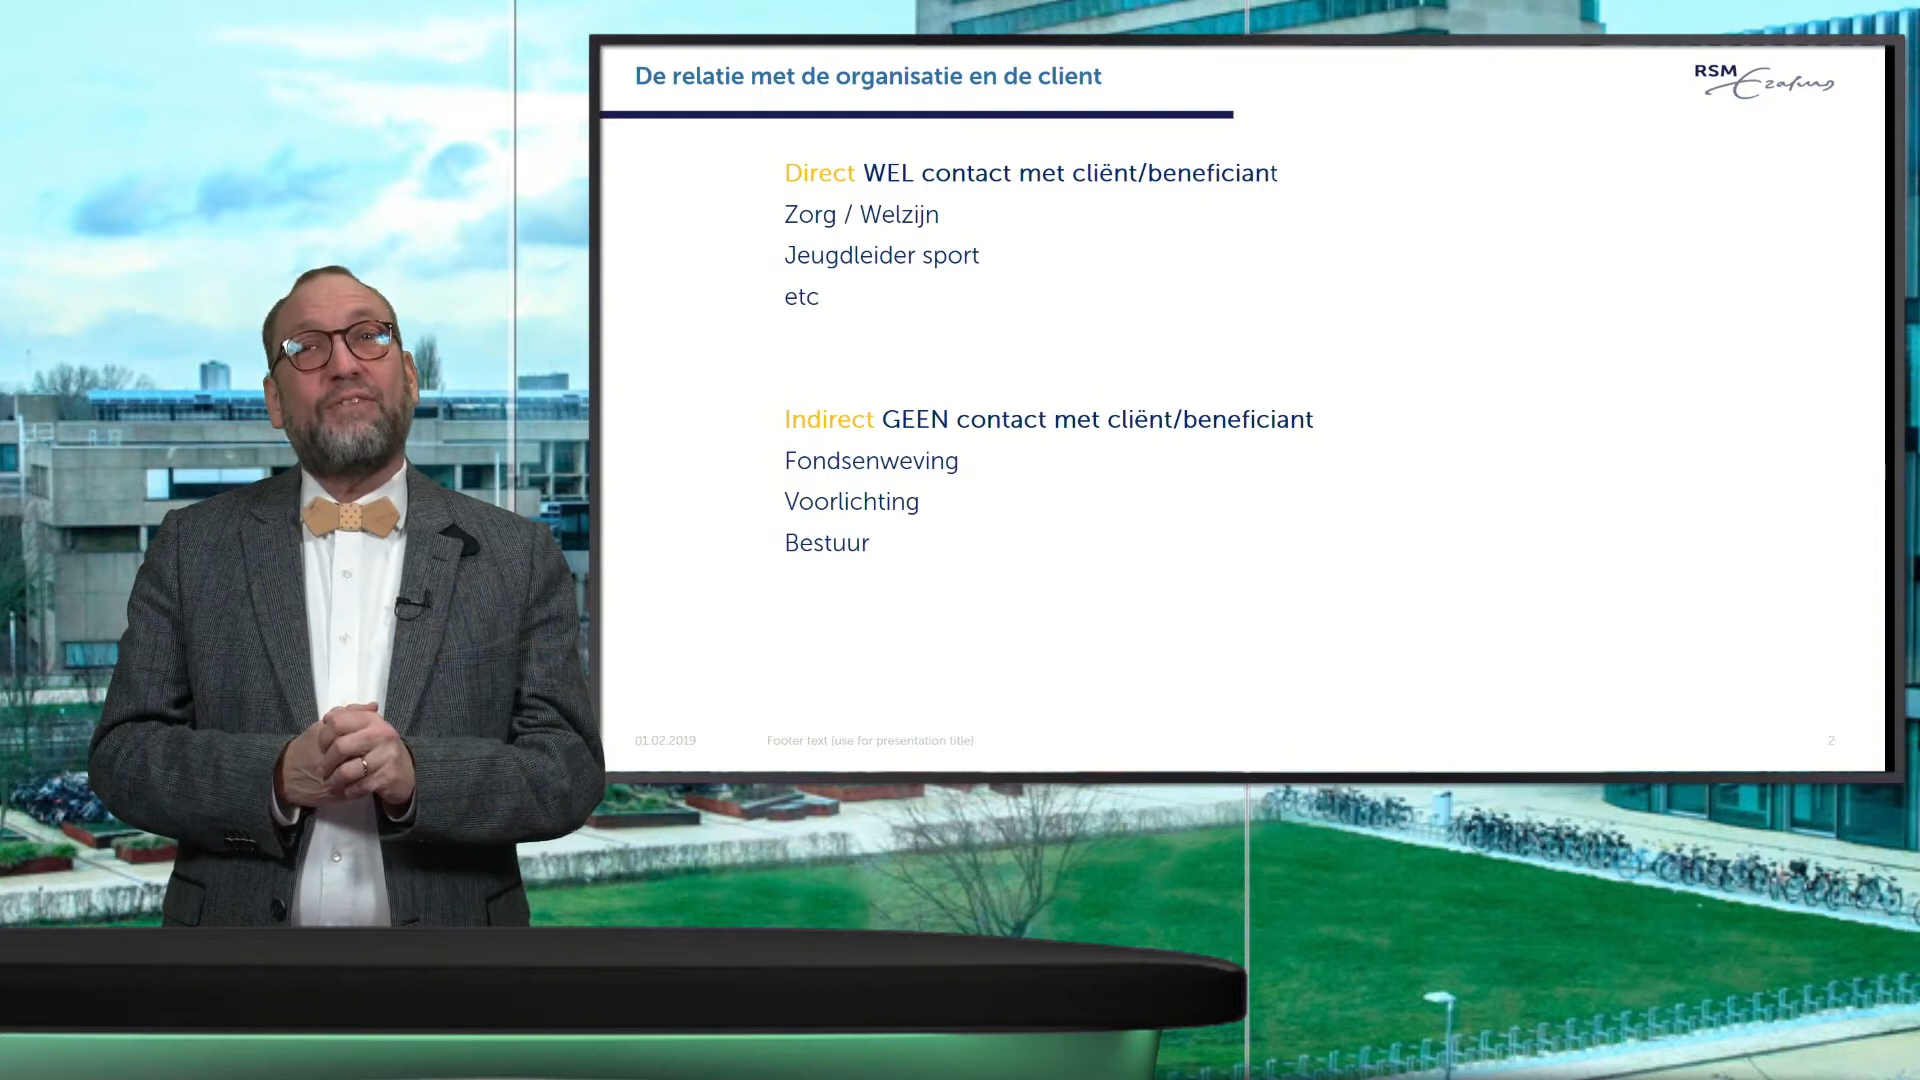 De relatie met de organisatie en de client
RSM Erasmus
Direct WEL contact met cliënt/beneficiant
Zorg / Welzijn
Jeugdleider sport
etc
Indirect GEEN contact met cliënt/beneficiant
Fondsenweving
Voorlichting
Bestuur
01.02.2019 Footer text (use for presentation title) 2